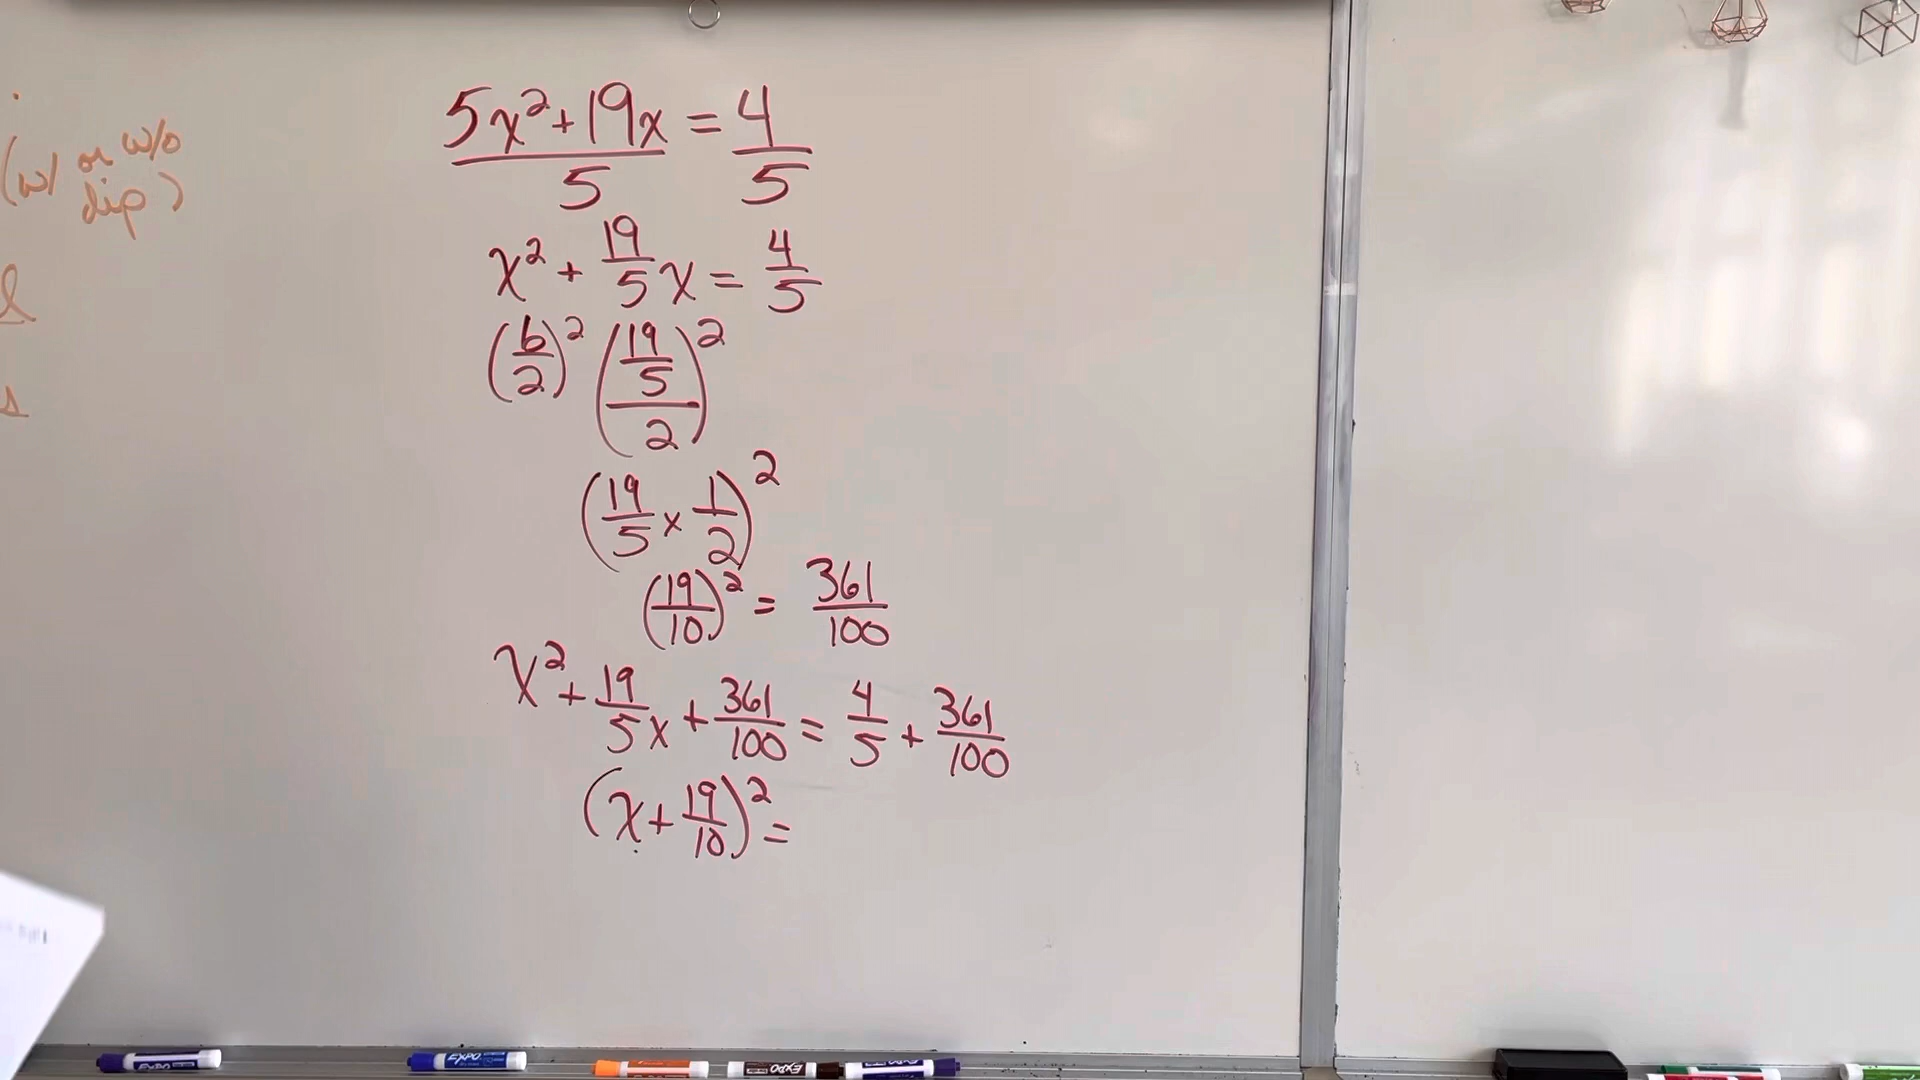 (w/ or w/o
dip)
5x²+19x = 4
5 5
x² + 19/5 x = 4/5
(b/2)² (19/5 / 2)²
(19/5 x 1/2)²
(19/10)² = 361/100
x² + 19/5 x + 361/100 = 4/5 + 361/100
(x + 19/10)² =
EXPO
EXPO